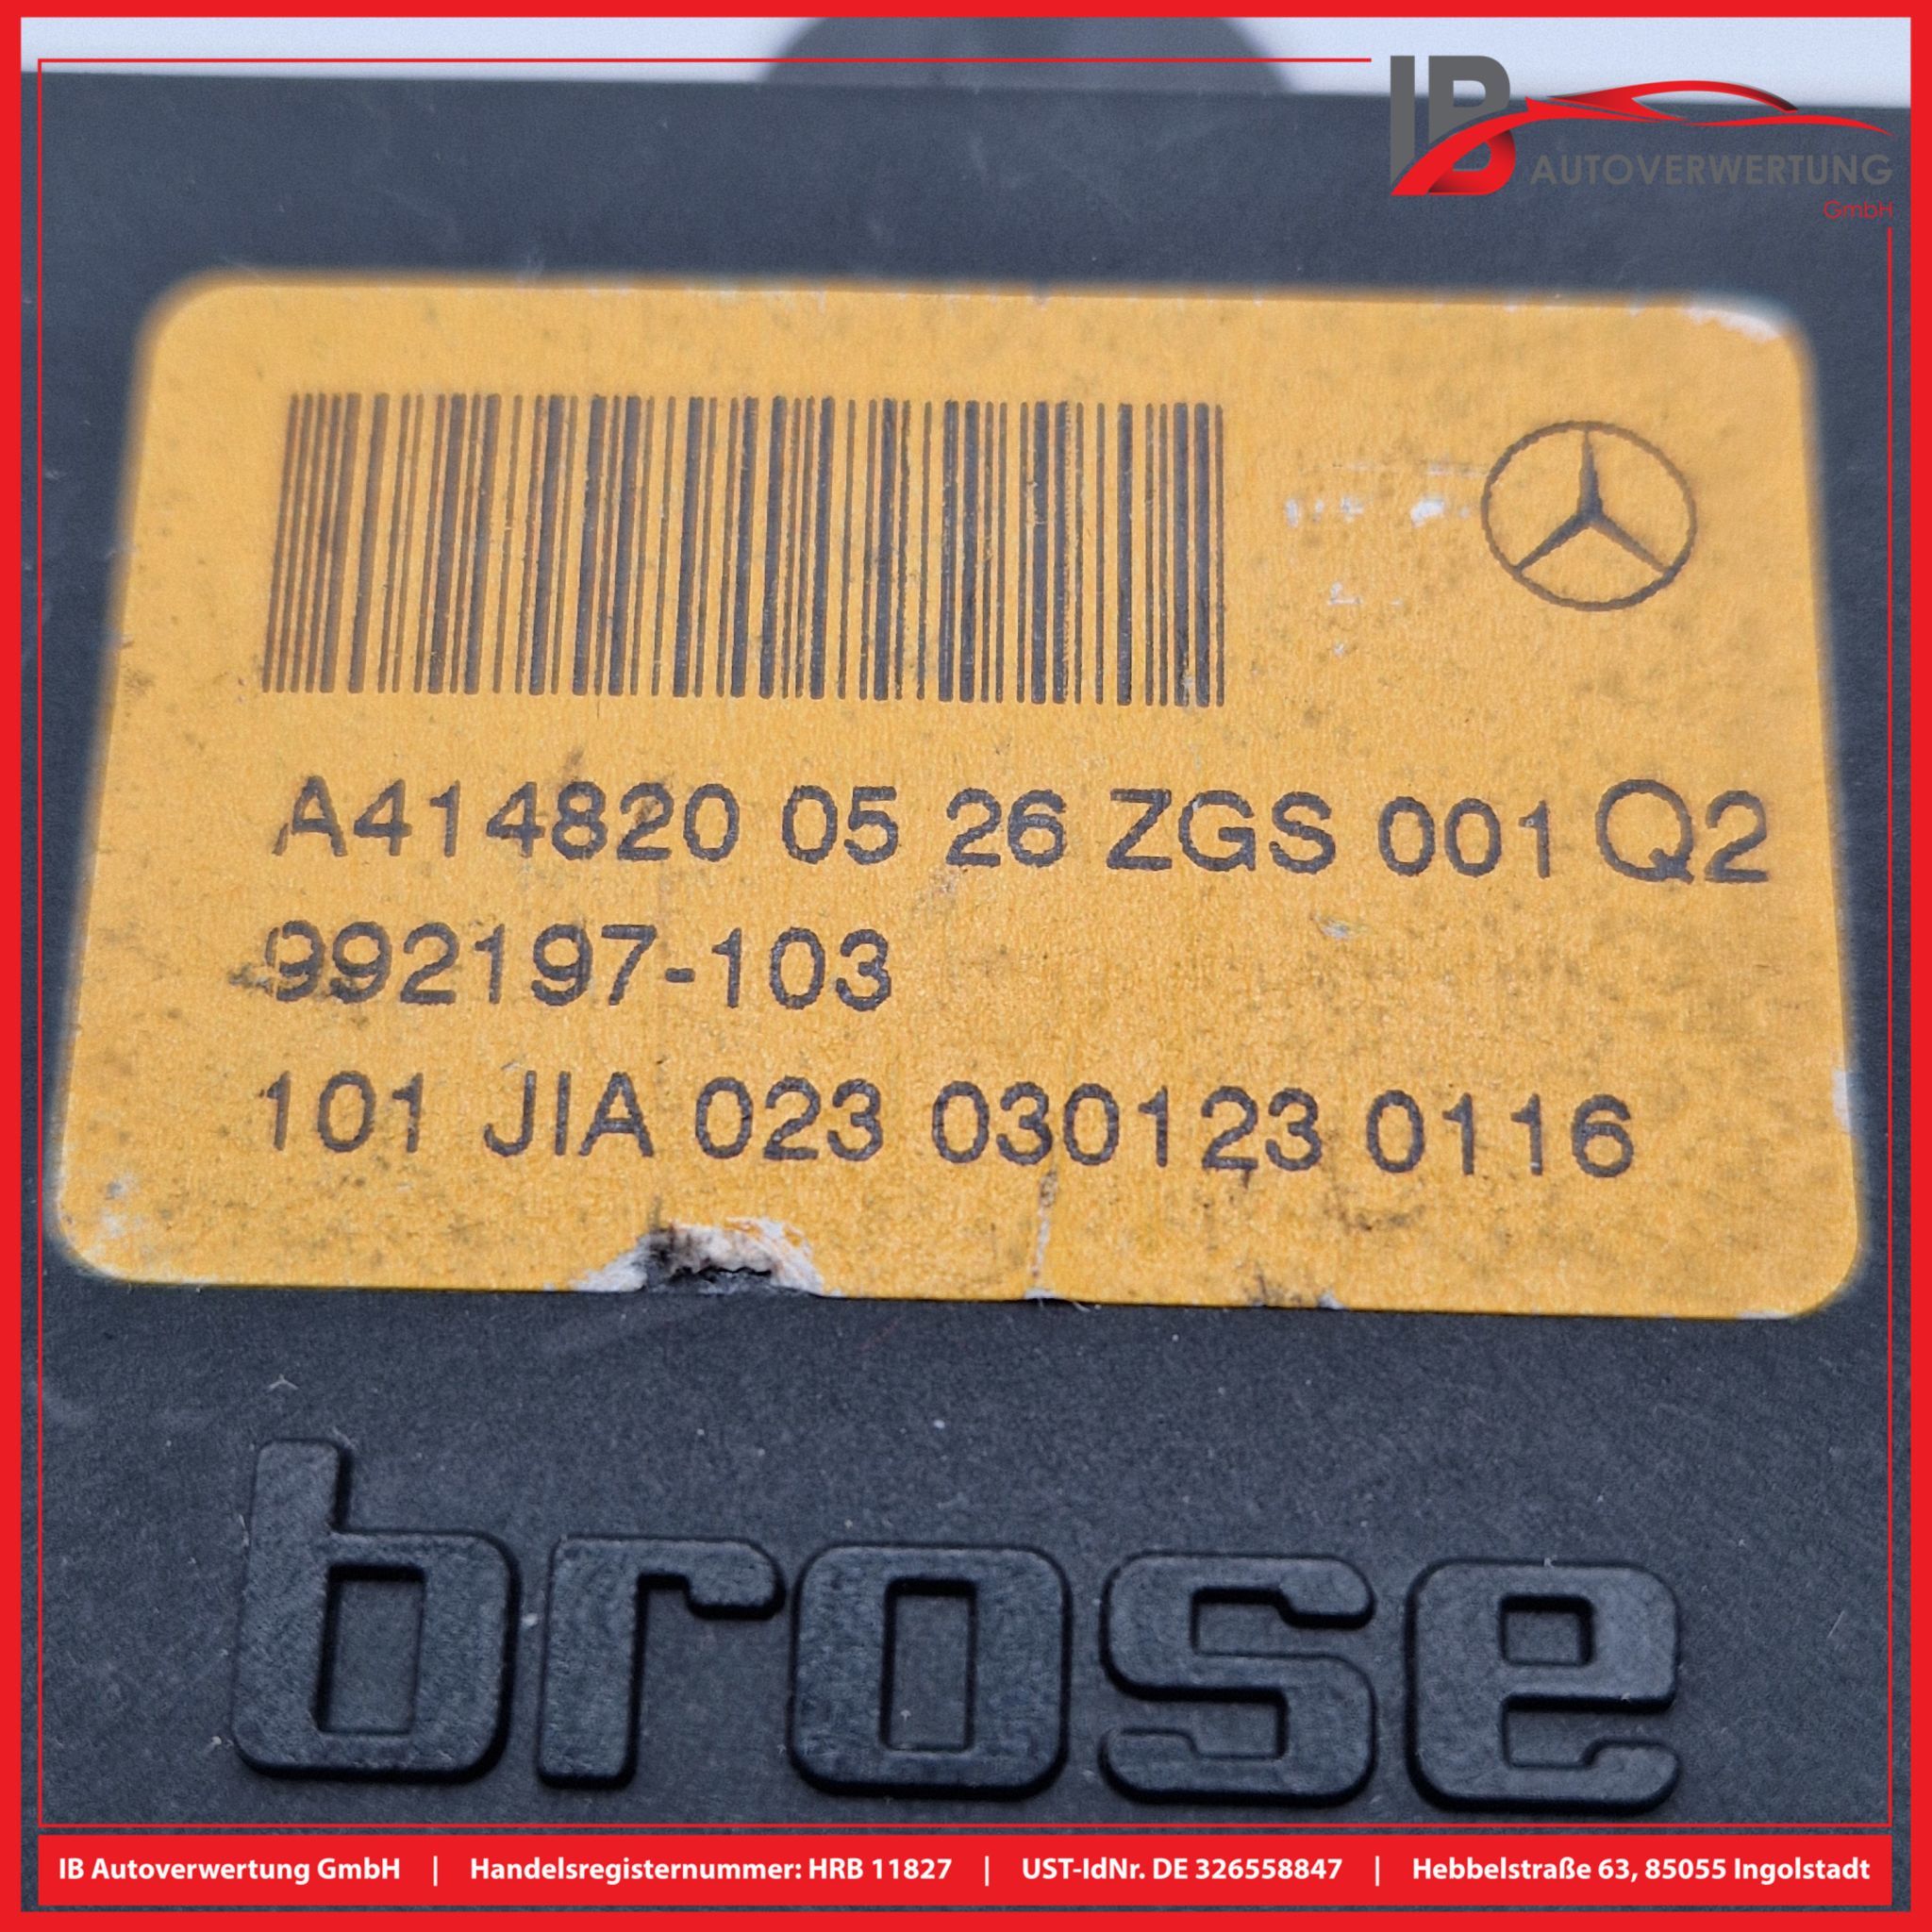 IB
AUTOVERWERTUNG
GmbH
A414820 05 26 ZGS 001 Q2
992197-103
101 JIA 023 030123 0116
brose
IB Autoverwertung GmbH | Handelsregisternummer: HRB 11827 | UST-IdNr. DE 326558847 | Hebbelstraße 63, 85055 Ingolstadt